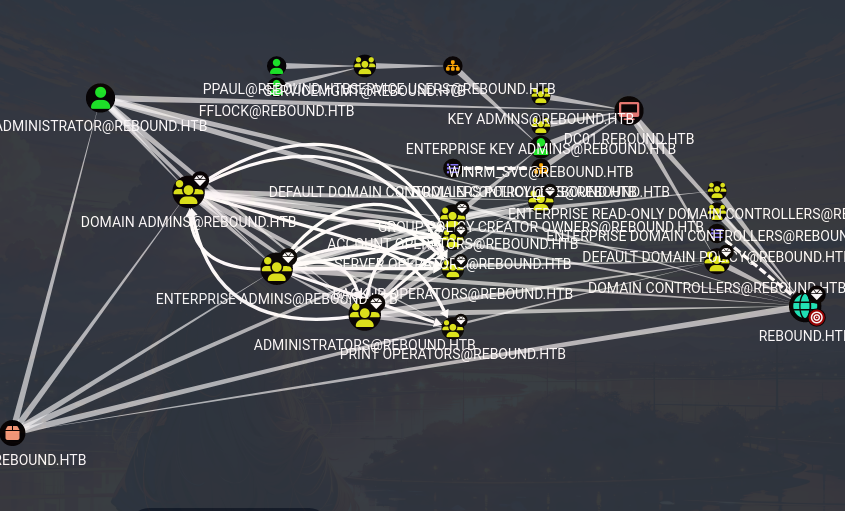 PPAUL@REBOUND.HTB
SERVICEMGMT@REBOUND.HTB
SERVICE USERS@REBOUND.HTB
FFLOCK@REBOUND.HTB
KEY ADMINS@REBOUND.HTB
ADMINISTRATOR@REBOUND.HTB
DC01.REBOUND.HTB
ENTERPRISE KEY ADMINS@REBOUND.HTB
WINRM_SVC@REBOUND.HTB
DEFAULT DOMAIN CONTROLLERS POLICY@REBOUND.HTB
ENTERPRISE READ-ONLY DOMAIN CONTROLLERS@RE
DOMAIN ADMINS@REBOUND.HTB
GROUP POLICY CREATOR OWNERS@REBOUND.HTB
ENTERPRISE DOMAIN CONTROLLERS@REBOUN
ACCOUNT OPERATORS@REBOUND.HTB
DEFAULT DOMAIN POLICY@REBOUND.HTB
SERVER OPERATORS@REBOUND.HTB
DOMAIN CONTROLLERS@REBOUND.HTB
BACKUP OPERATORS@REBOUND.HTB
ENTERPRISE ADMINS@REBOUND.HTB
REBOUND.HTB
ADMINISTRATORS@REBOUND.HTB
PRINT OPERATORS@REBOUND.HTB
REBOUND.HTB